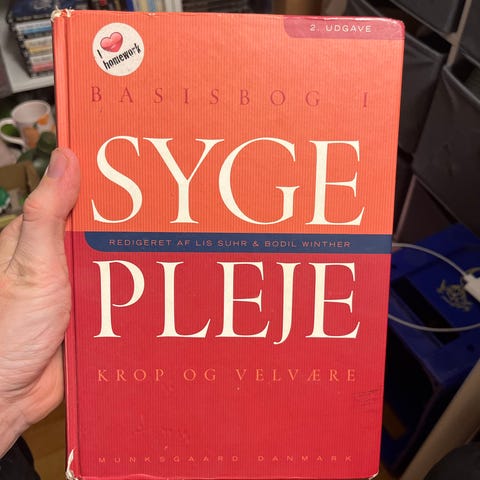 2. UDGAVE
I ❤ homework
BASISBOG I
SYGE
REDIGERET AF LIS SUHR & BODIL WINTHER
PLEJE
KROP OG VELVÆRE
MUNKSGAARD DANMARK